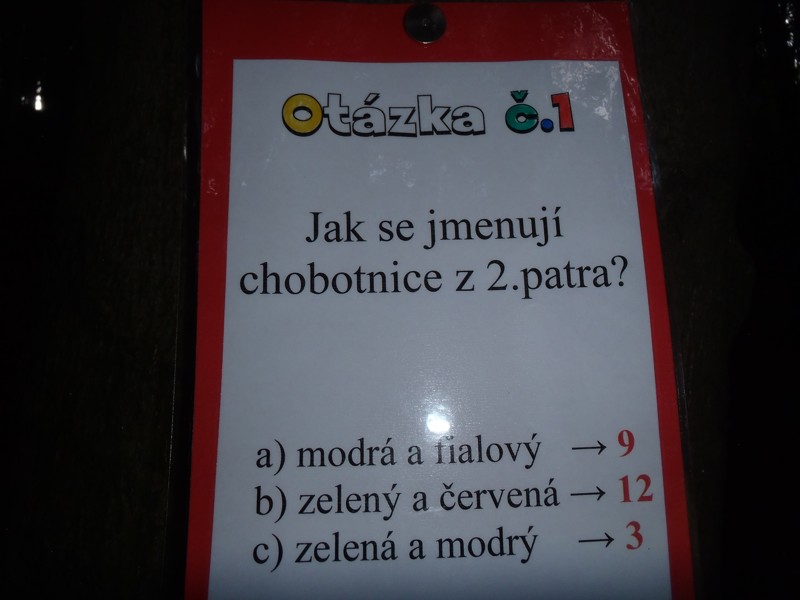 Otázka č.1
Jak se jmenují
chobotnice z 2.patra?
a) modrá a fialový → 9
b) zelený a červená → 12
c) zelená a modrý → 3